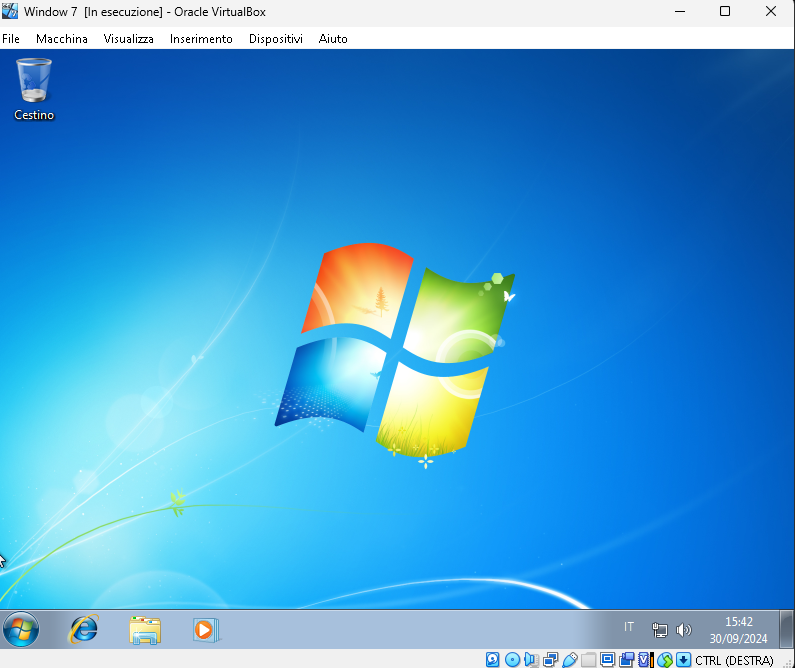 Window 7 [In esecuzione] - Oracle VirtualBox
File Macchina Visualizza Inserimento Dispositivi Aiuto
Cestino
IT
15:42
30/09/2024
CTRL (DESTRA)